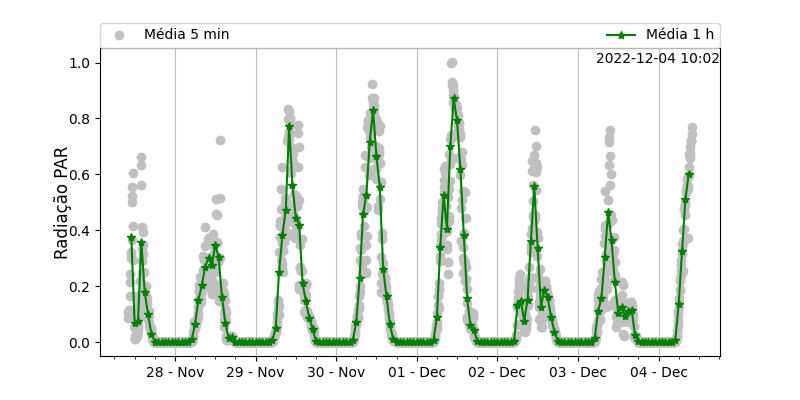 Média 5 min
Média 1 h
2022-12-04 10:02
1.0
0.8
0.6
0.4
0.2
0.0
Radiação PAR
28 - Nov
29 - Nov
30 - Nov
01 - Dec
02 - Dec
03 - Dec
04 - Dec